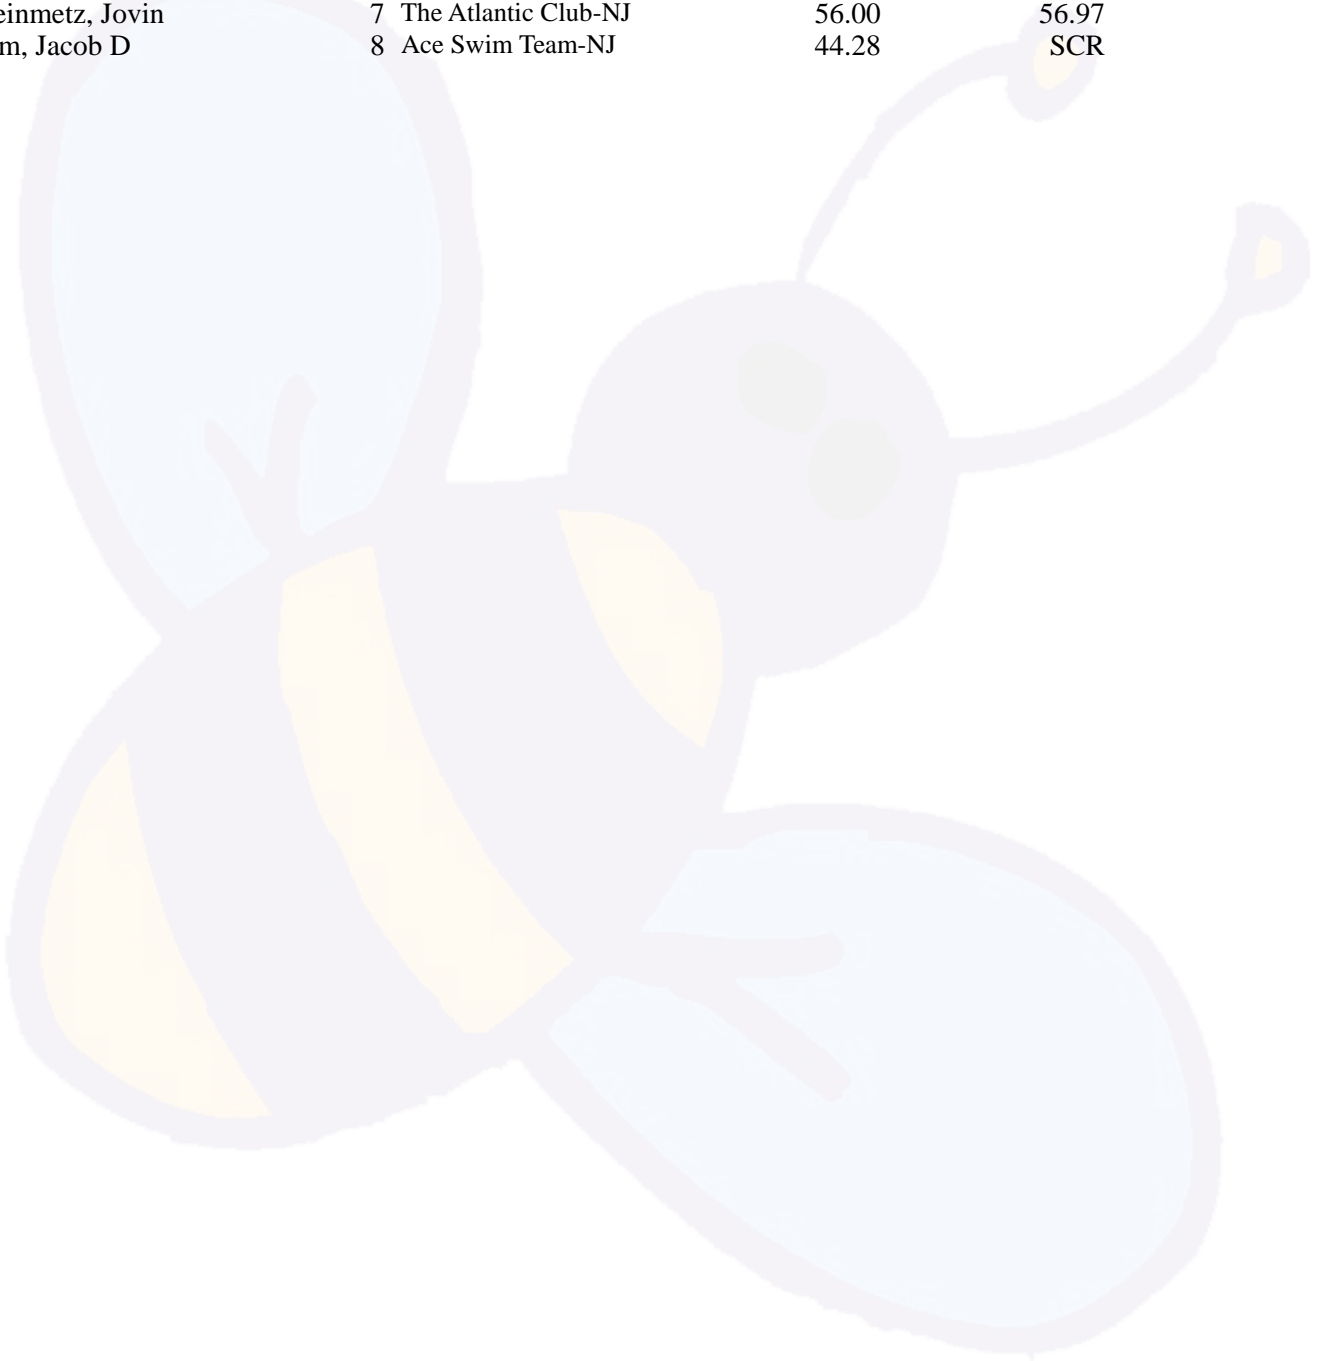 einmetz, Jovin 7 The Atlantic Club-NJ 56.00 56.97
m, Jacob D 8 Ace Swim Team-NJ 44.28 SCR